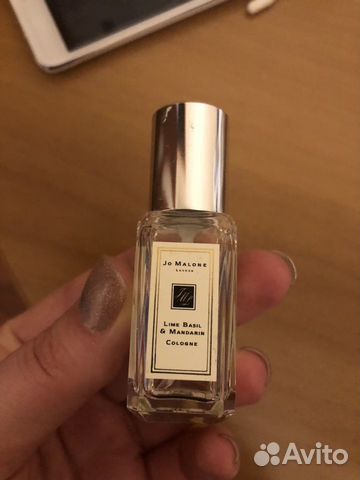 Jo Malone
London
Lime Basil
& Mandarin
Cologne
Avito